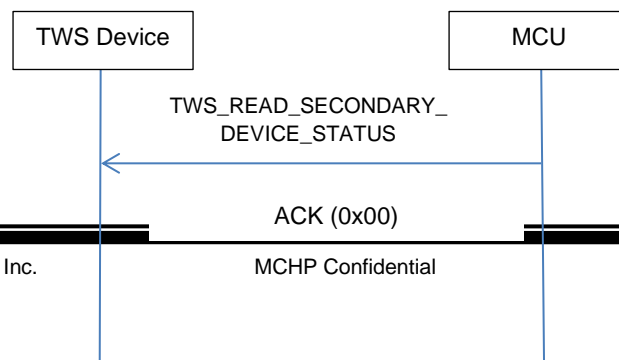 TWS Device
MCU
TWS_READ_SECONDARY_
DEVICE_STATUS
ACK (0x00)
Inc.
MCHP Confidential